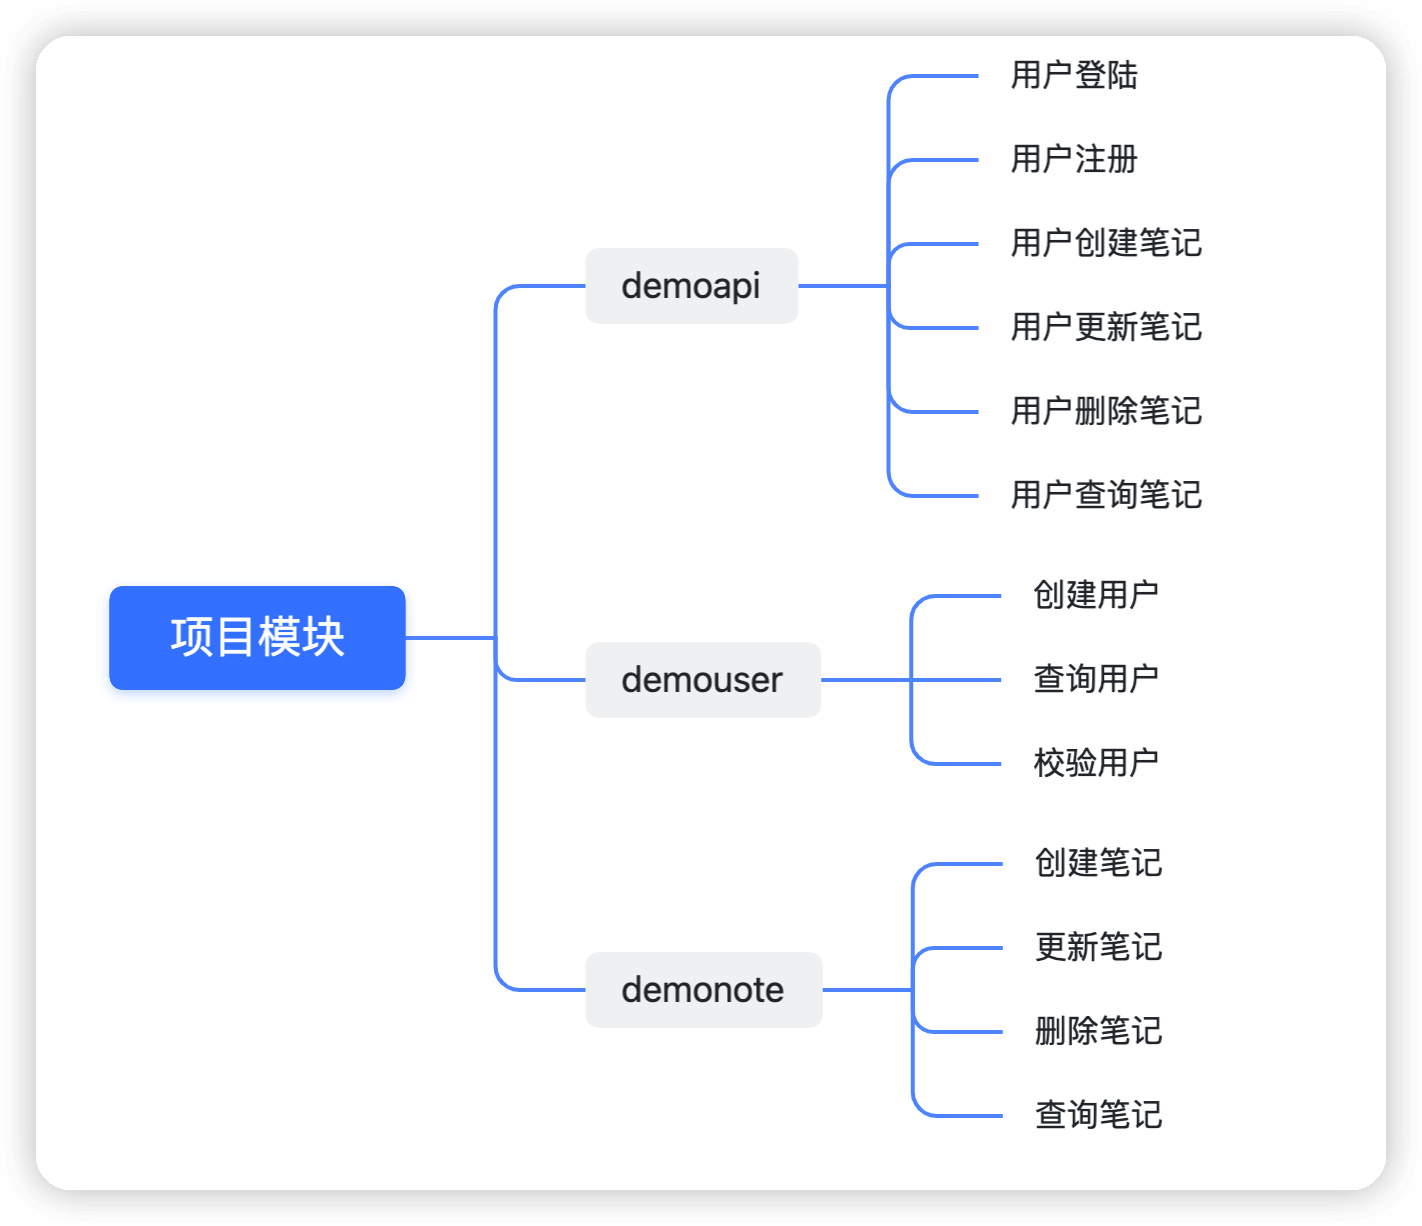 项目模块
demoapi
用户登陆
用户注册
用户创建笔记
用户更新笔记
用户删除笔记
用户查询笔记
demouser
创建用户
查询用户
校验用户
demonote
创建笔记
更新笔记
删除笔记
查询笔记